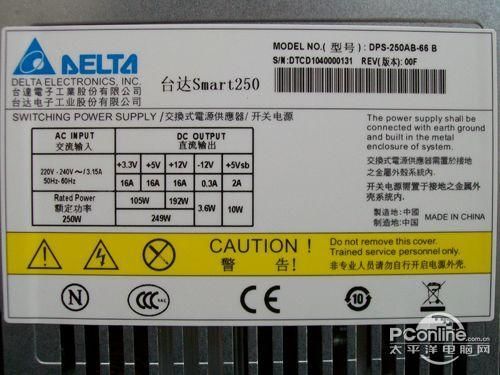 DELTA
DELTA ELECTRONICS, INC.
台達電子工業股份有限公司
台达电子工业股份有限公司
台达Smart250
MODEL NO.(型号): DPS-250AB-66 B
S/N:DTCD1040000131 REV(版本): 00F
SWITCHING POWER SUPPLY/交換式電源供應器/开关电源
AC INPUT
交流输入
DC OUTPUT
直流输出
220V - 240V~/3.15A
50Hz- 60Hz
+3.3V +5V +12V -12V +5Vsb
16A 16A 16A 0.3A 2A
Rated Power
額定功率
250W
105W 192W 3.6W 10W
249W
The power supply shall be
connected with earth ground
and built in the metal
enclosure of system.
交換式電源供應器需置於接地
之金屬外殼系統內.
开关电源需置于接地之金属外
壳系统内.
製造地: 中國
制造地: 中国
MADE IN CHINA
CAUTION !
警 告!
Do not remove this cover.
Trained service personnel only.
非专业人员请勿自行开启电源外壳.
N
CCC
CE
10
PConline
太平洋电脑网